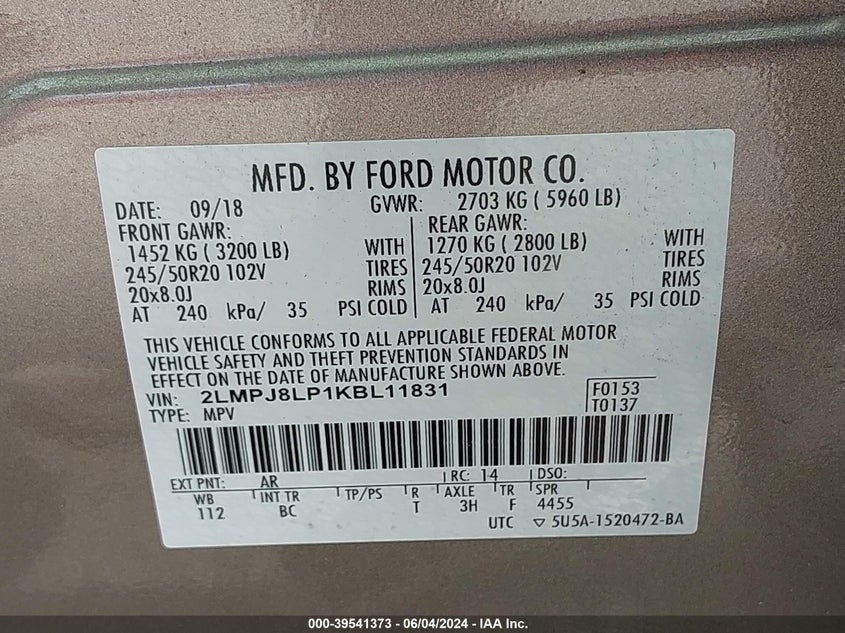 MFD. BY FORD MOTOR CO.
DATE: 09/18 GVWR: 2703 KG ( 5960 LB)
FRONT GAWR: REAR GAWR:
1452 KG ( 3200 LB) WITH 1270 KG ( 2800 LB) WITH
245/50R20 102V TIRES 245/50R20 102V TIRES
20x8.0J RIMS 20x8.0J RIMS
AT 240 kPa/ 35 PSI COLD AT 240 kPa/ 35 PSI COLD
THIS VEHICLE CONFORMS TO ALL APPLICABLE FEDERAL MOTOR
VEHICLE SAFETY AND THEFT PREVENTION STANDARDS IN
EFFECT ON THE DATE OF MANUFACTURE SHOWN ABOVE.
VIN: 2LMPJ8LP1KBL11831 F0153
TYPE: MPV T0137
EXT PNT: AR RC: 14 DSO:
WB INT TR TP/PS R AXLE TR SPR
112 BC T 3H F 4455
UTC ▽ 5U5A-1520472-BA
000-39541373 - 06/04/2024 - IAA Inc.